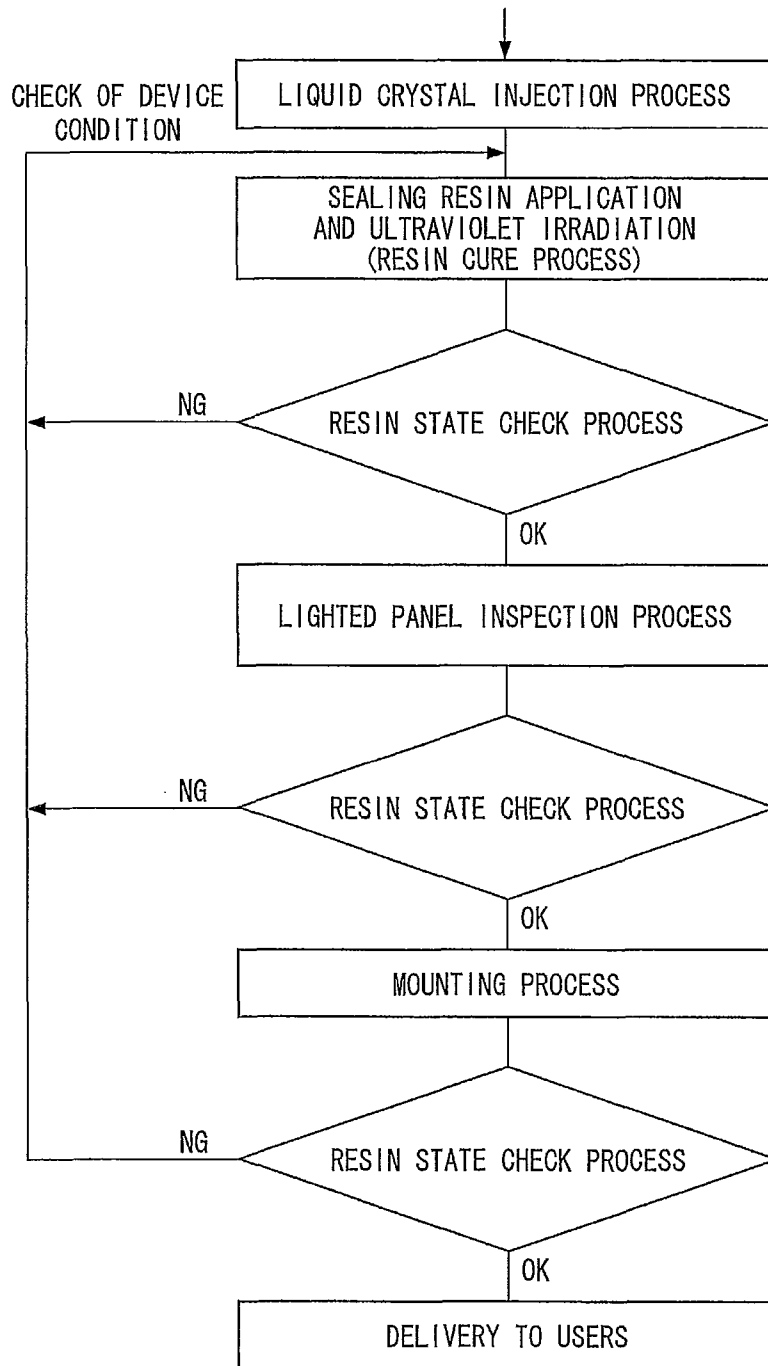 LIQUID CRYSTAL INJECTION PROCESS
CHECK OF DEVICE
CONDITION
SEALING RESIN APPLICATION
AND ULTRAVIOLET IRRADIATION
(RESIN CURE PROCESS)
NG
RESIN STATE CHECK PROCESS
OK
LIGHTED PANEL INSPECTION PROCESS
NG
RESIN STATE CHECK PROCESS
OK
MOUNTING PROCESS
NG
RESIN STATE CHECK PROCESS
OK
DELIVERY TO USERS